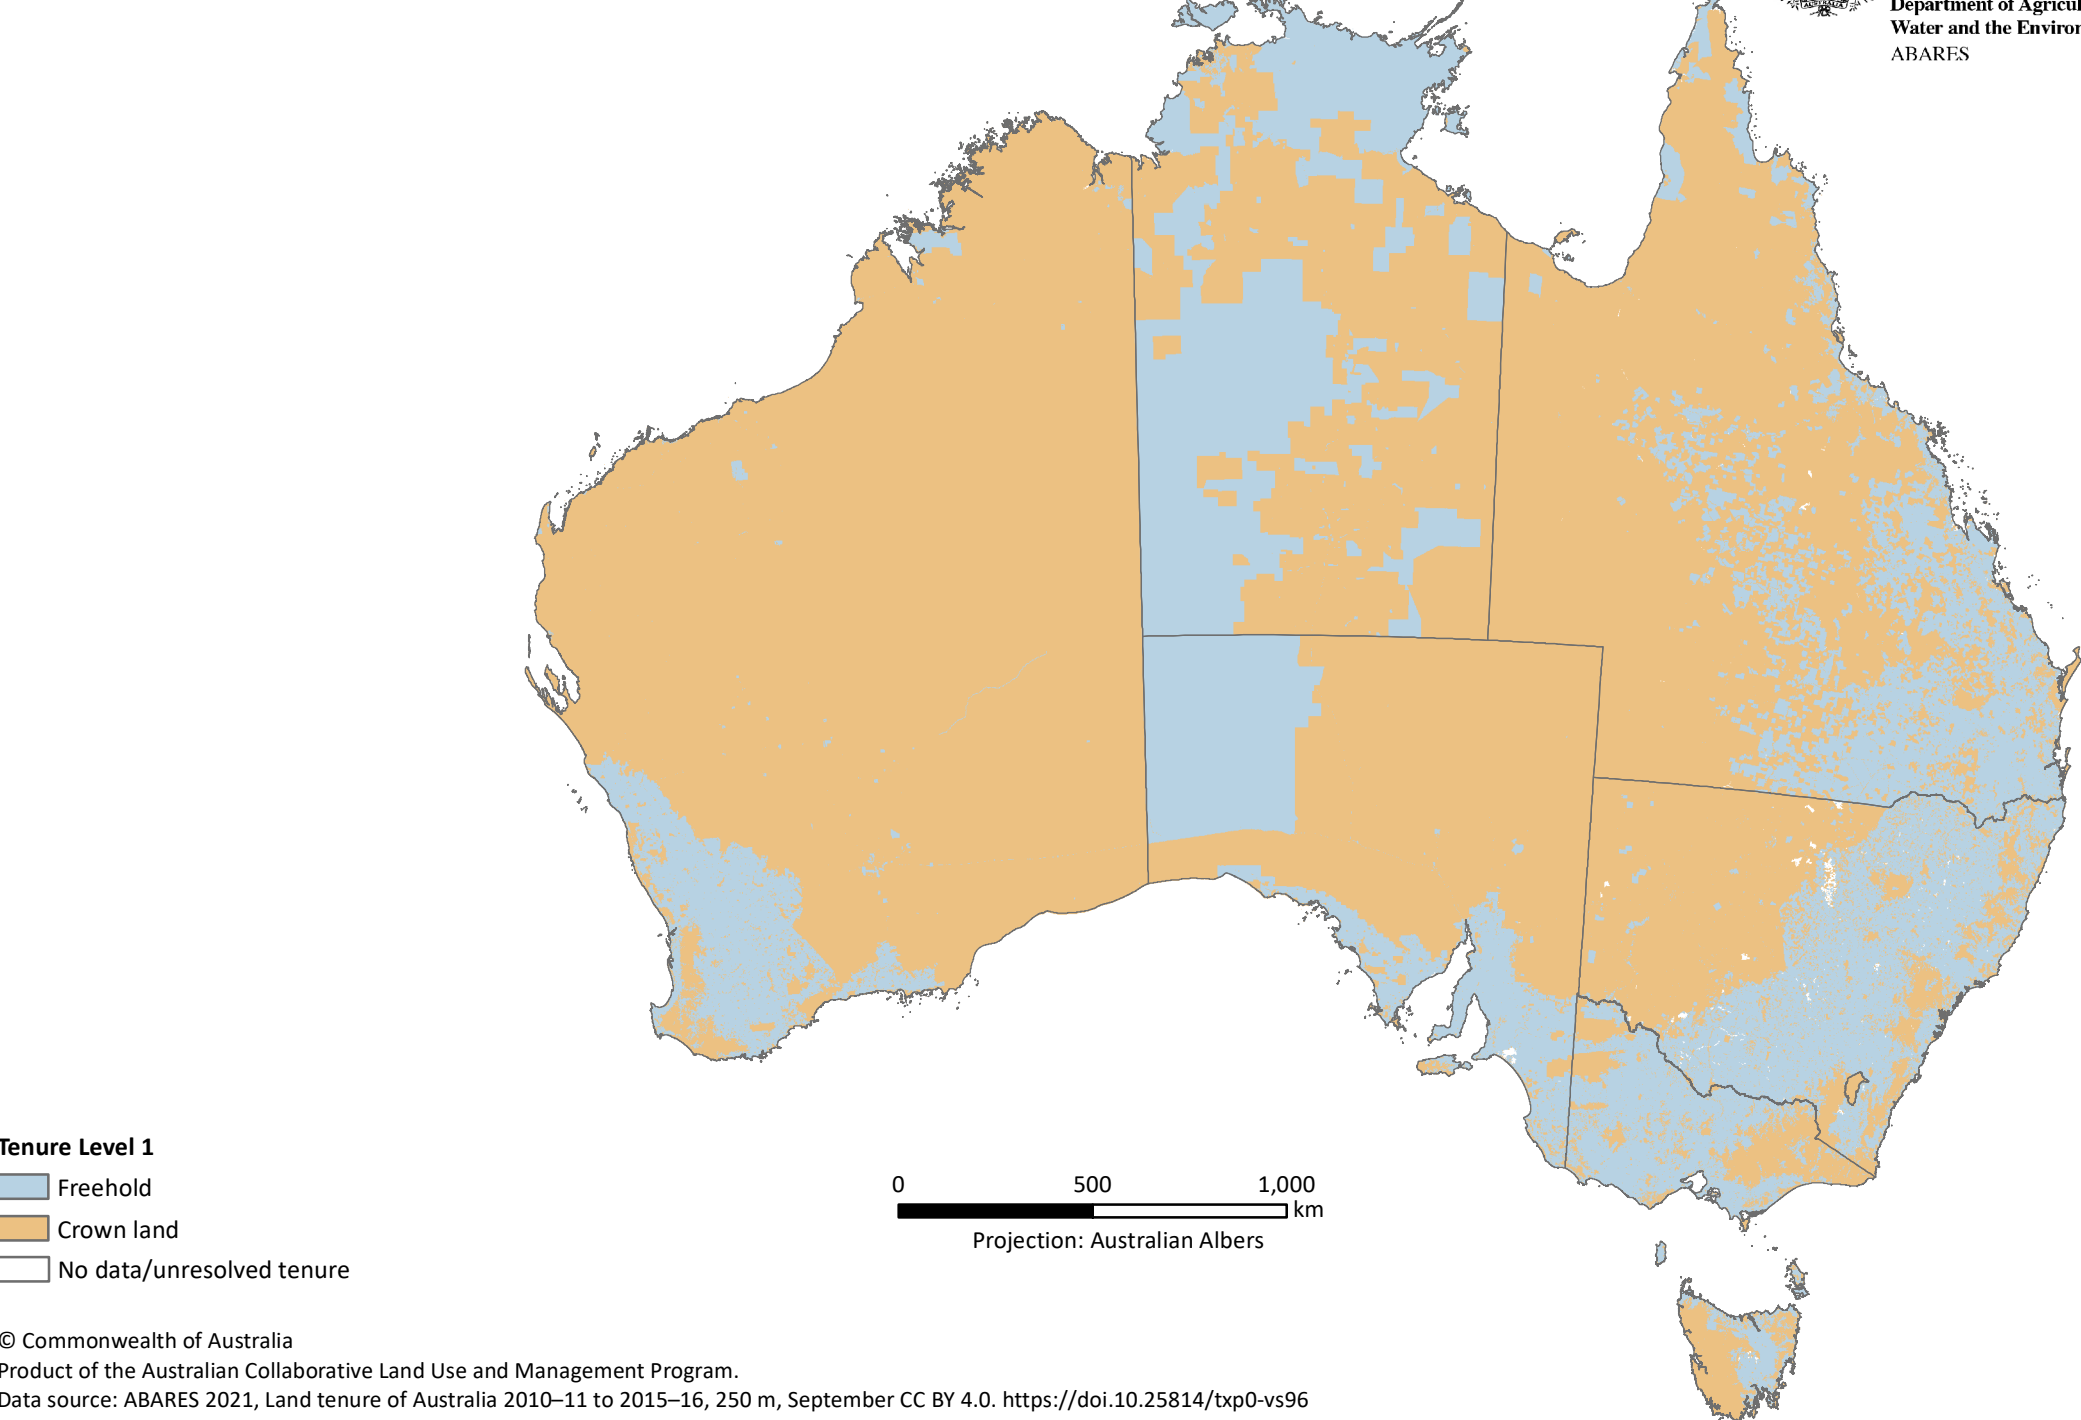 Department of Agricul
Water and the Environ
ABARES
Tenure Level 1
Freehold
Crown land
No data/unresolved tenure
0 500 1,000
km
Projection: Australian Albers
© Commonwealth of Australia
Product of the Australian Collaborative Land Use and Management Program.
Data source: ABARES 2021, Land tenure of Australia 2010–11 to 2015–16, 250 m, September CC BY 4.0. https://doi.org/10.25814/txp0-vs96